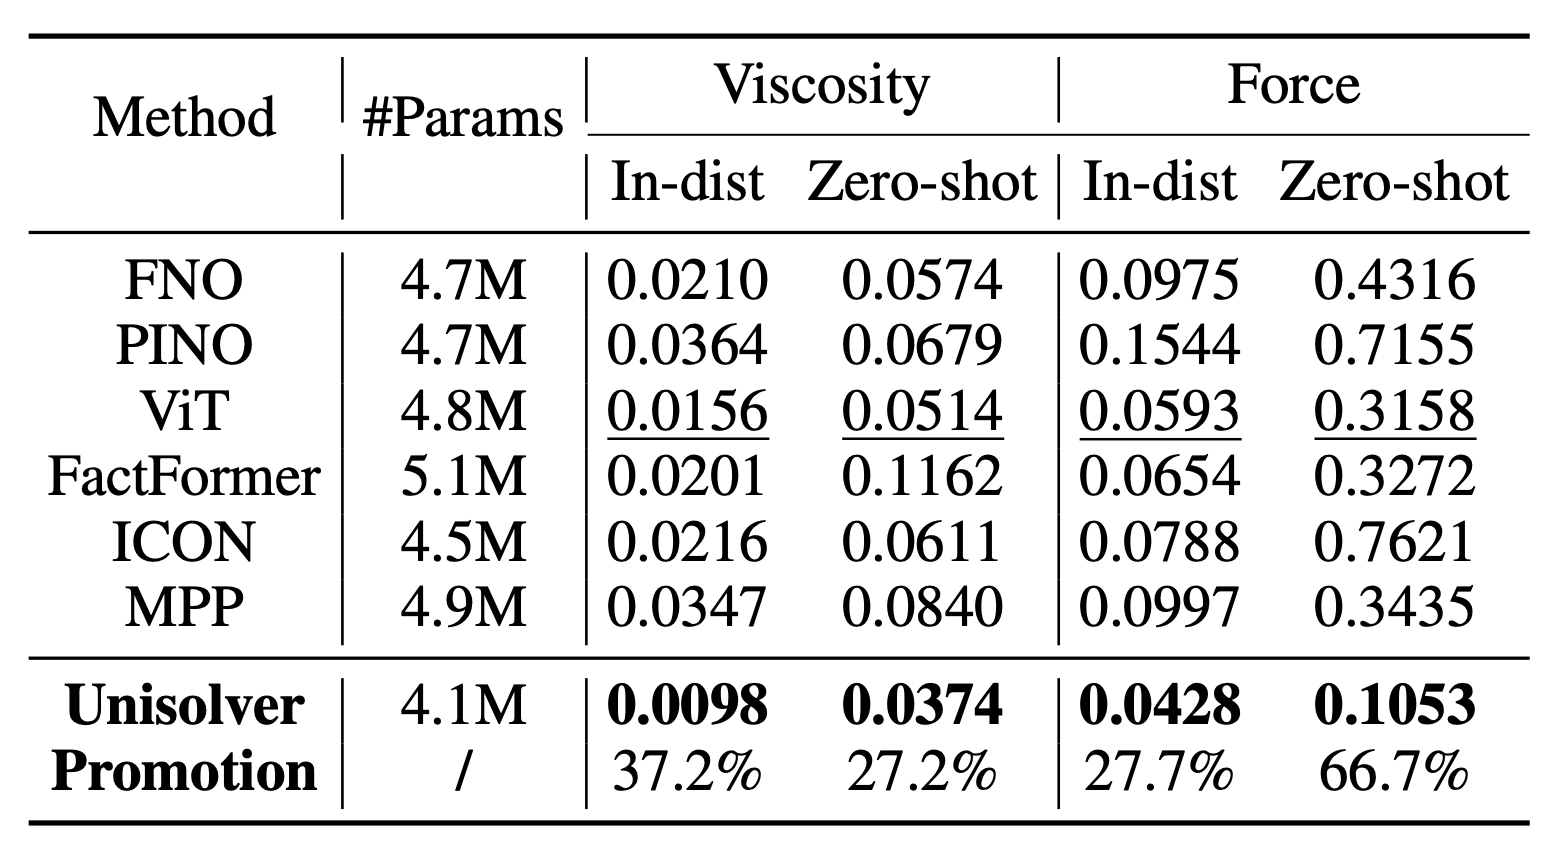 Method #Params Viscosity Force
In-dist Zero-shot In-dist Zero-shot
FNO 4.7M 0.0210 0.0574 0.0975 0.4316
PINO 4.7M 0.0364 0.0679 0.1544 0.7155
ViT 4.8M 0.0156 0.0514 0.0593 0.3158
FactFormer 5.1M 0.0201 0.1162 0.0654 0.3272
ICON 4.5M 0.0216 0.0611 0.0788 0.7621
MPP 4.9M 0.0347 0.0840 0.0997 0.3435
Unisolver 4.1M 0.0098 0.0374 0.0428 0.1053
Promotion / 37.2% 27.2% 27.7% 66.7%